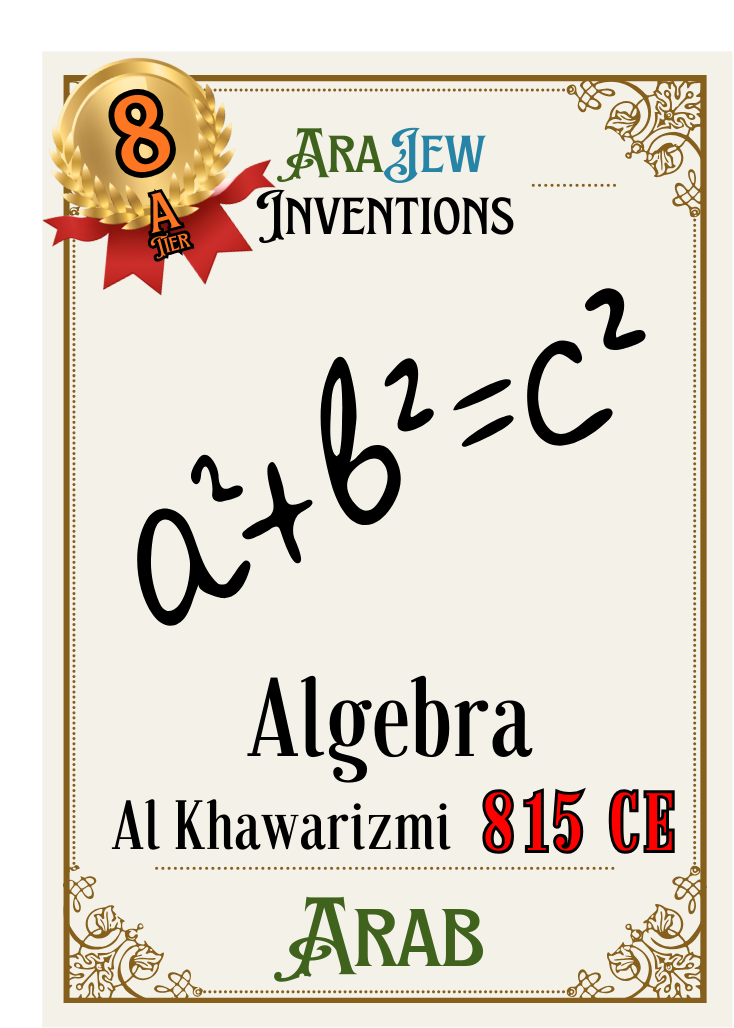 8
A
TIER
ARAJEW
INVENTIONS
a²+b²=c²
Algebra
Al Khawarizmi 815 CE
ARAB